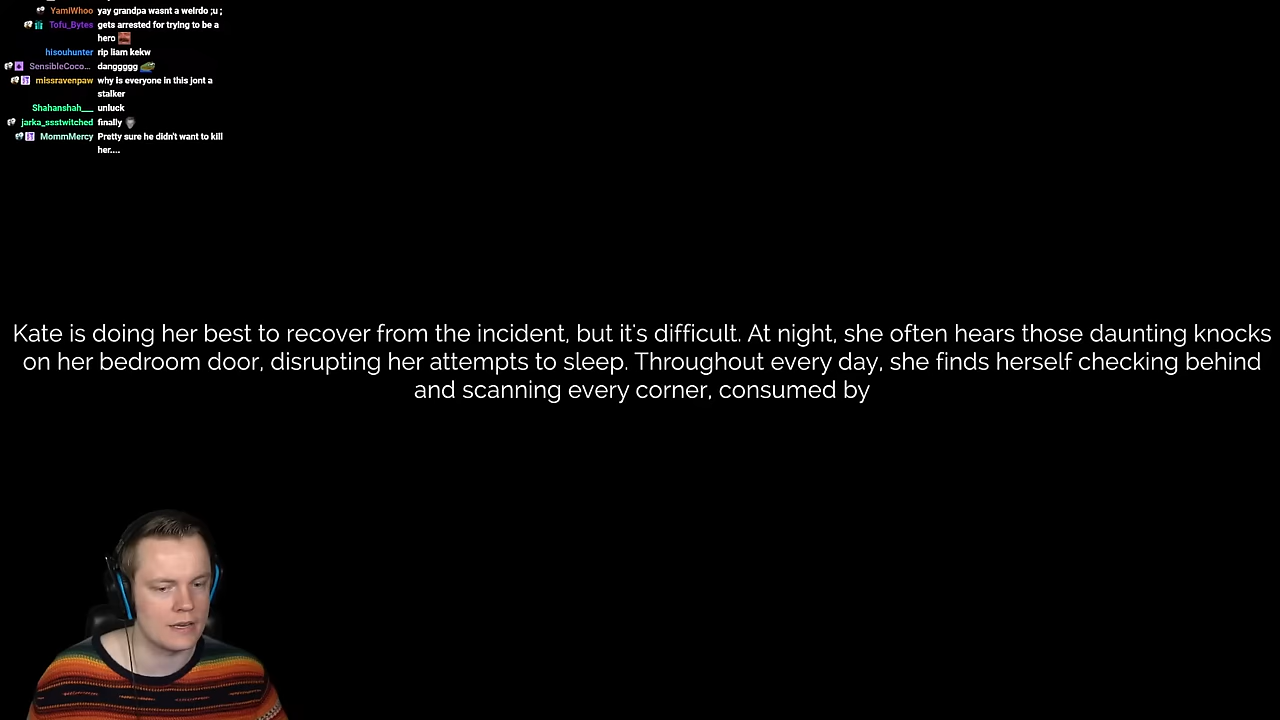 YamiWhoo yay grandpa wasnt a weirdo ;u ;
Tofu_Bytes gets arrested for trying to be a
hero
hisouhunter rip liam kekw
SensibleCoco... danggggg
missravenpaw why is everyone in this jont a
stalker
Shahanshah___ unluck
jarka_ssstwitched finally
MommMercy Pretty sure he didn't want to kill
her....
Kate is doing her best to recover from the incident, but it's difficult. At night, she often hears those daunting knocks
on her bedroom door, disrupting her attempts to sleep. Throughout every day, she finds herself checking behind
and scanning every corner, consumed by